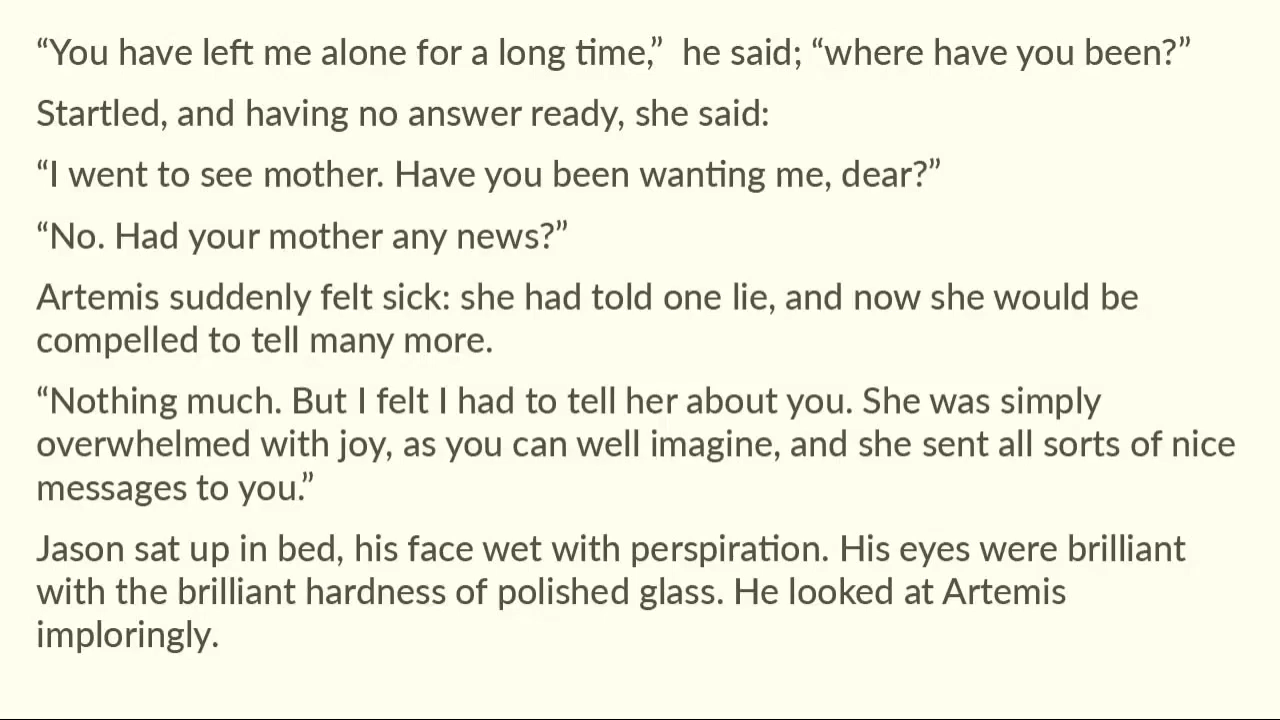 “You have left me alone for a long time,”  he said; “where have you been?”
Startled, and having no answer ready, she said:
“I went to see mother. Have you been wanting me, dear?”
“No. Had your mother any news?”
Artemis suddenly felt sick: she had told one lie, and now she would be
compelled to tell many more.
“Nothing much. But I felt I had to tell her about you. She was simply
overwhelmed with joy, as you can well imagine, and she sent all sorts of nice
messages to you.”
Jason sat up in bed, his face wet with perspiration. His eyes were brilliant
with the brilliant hardness of polished glass. He looked at Artemis
imploringly.